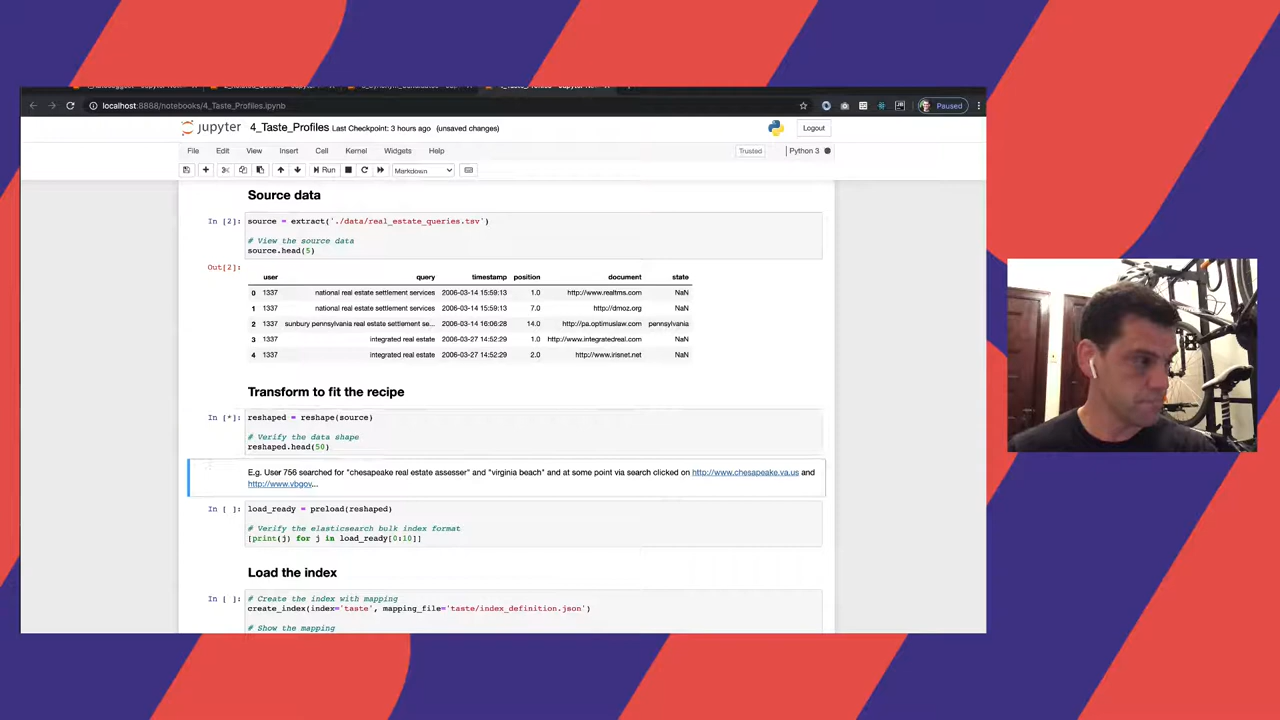 localhost:8888/notebooks/4_Taste_Profiles.ipynb
Paused
jupyter 4_Taste_Profiles Last Checkpoint: 3 hours ago (unsaved changes)
Logout
File Edit View Insert Cell Kernel Widgets Help
Trusted
Python 3
Run
Markdown
Source data
In [2]: source = extract('./data/real_estate_queries.tsv')
# View the source data
source.head(5)
Out[2]:
user query timestamp position document state
0 1337 national real estate settlement services 2006-03-14 15:59:13 1.0 http://www.realtms.com NaN
1 1337 national real estate settlement services 2006-03-14 15:59:13 7.0 http://dmoz.org NaN
2 1337 sunbury pennsylvania real estate settlement se... 2006-03-14 16:06:28 14.0 http://pa.optimuslaw.com pennsylvania
3 1337 integrated real estate 2006-03-27 14:52:29 1.0 http://www.integratedreal.com NaN
4 1337 integrated real estate 2006-03-27 14:52:29 2.0 http://www.irisnet.net NaN
Transform to fit the recipe
In [*]: reshaped = reshape(source)
# Verify the data shape
reshaped.head(50)
E.g. User 756 searched for "chesapeake real estate assesser" and "virginia beach" and at some point via search clicked on http://www.chesapeake.va.us and
http://www.vbgov...
In [ ]: load_ready = preload(reshaped)
# Verify the elasticsearch bulk index format
[print(j) for j in load_ready[0:10]]
Load the index
In [ ]: # Create the index with mapping
create_index(index='taste', mapping_file='taste/index_definition.json')
# Show the mapping